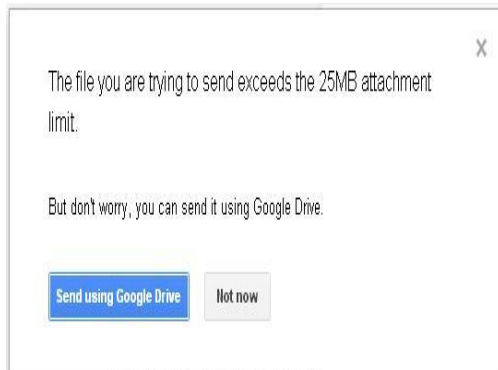 X
The file you are trying to send exceeds the 25MB attachment
limit.
But don't worry, you can send it using Google Drive.
Send using Google Drive Not now